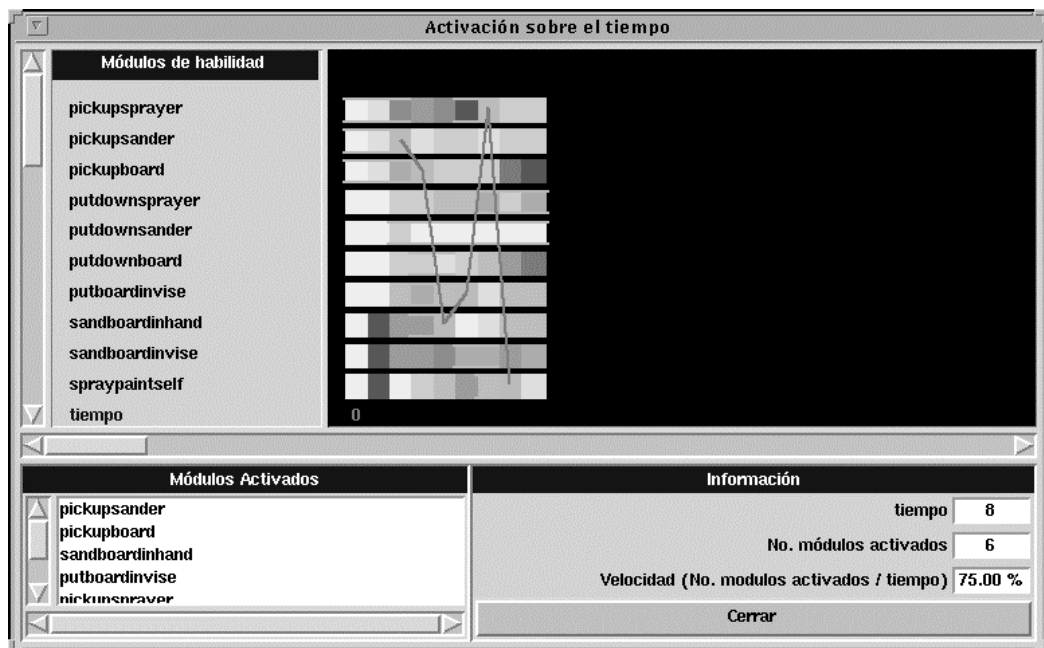 Activación sobre el tiempo
Módulos de habilidad
pickupsprayer
pickupsander
pickupboard
putdownsprayer
putdownsander
putdownboard
putboardinvise
sandboardinhand
sandboardinvise
spraypaintself
tiempo
0
Módulos Activados
pickupsander
pickupboard
sandboardinhand
putboardinvise
pickupsprayer
Información
tiempo 8
No. módulos activados 6
Velocidad (No. modulos activados / tiempo) 75.00 %
Cerrar